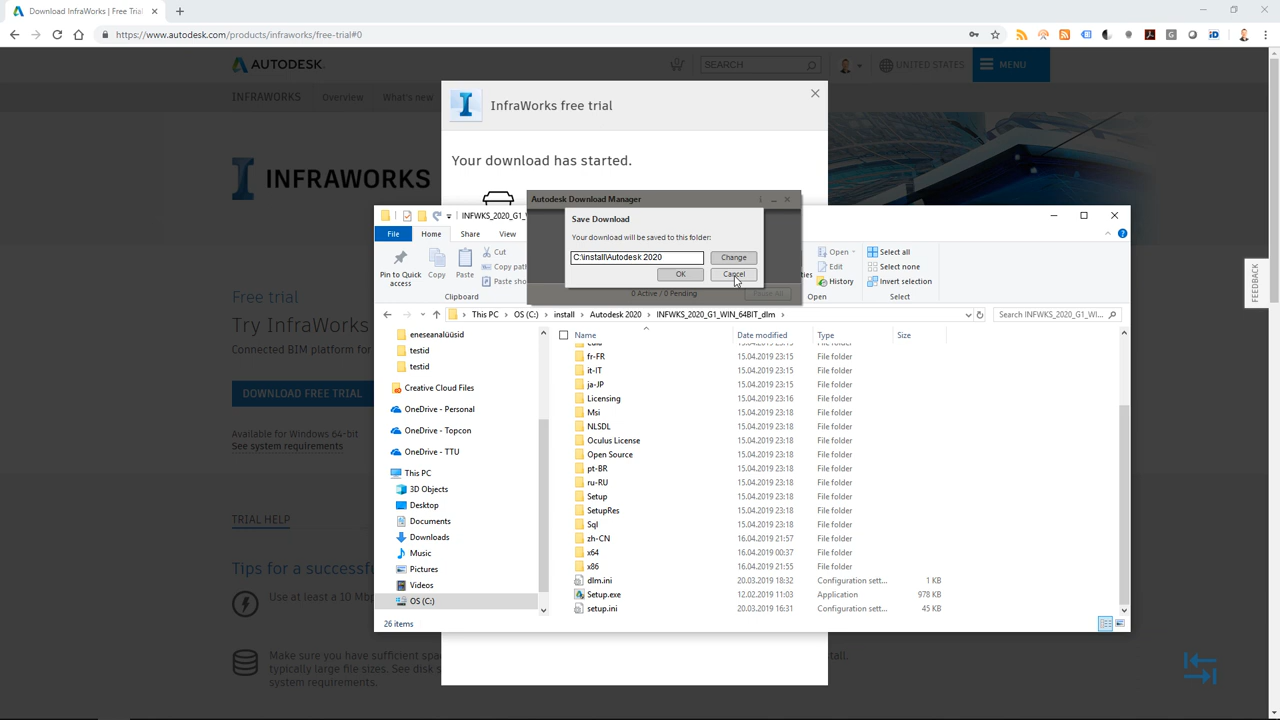 Download InfraWorks | Free Tria
https://www.autodesk.com/products/infraworks/free-trial#0
AUTODESK.
SEARCH
UNITED STATES
MENU
INFRAWORKS
Overview
What's new
InfraWorks free trial
Your download has started.
INFRAWORKS
Autodesk Download Manager
Save Download
Your download will be saved to this folder:
C:\install\Autodesk 2020
Change
OK
Cancel
0 Active / 0 Pending
Pause All
INFWKS_2020_G1_
File
Home
Share
View
Pin to Quick access
Copy
Paste
Cut
Copy path
Paste sho
Clipboard
Open
Edit
History
Open
Select all
Select none
Invert selection
Select
This PC > OS (C:) > install > Autodesk 2020 > INFWKS_2020_G1_WIN_64BIT_dlm >
Search INFWKS_2020_G1_WI...
FEEDBACK
Free trial
Try InfraWorks
Connected BIM platform for
DOWNLOAD FREE TRIAL
Available for Windows 64-bit
See system requirements
TRIAL HELP
Tips for a successfu
Use at least a 10 Mbp
Make sure you have sufficient spa
typically large file sizes. See disk s
system requirements.
tall.
eneseanalüüsid
testid
testid
Creative Cloud Files
OneDrive - Personal
OneDrive - Topcon
OneDrive - TTU
This PC
3D Objects
Desktop
Documents
Downloads
Music
Pictures
Videos
OS (C:)
26 items
Name Date modified Type Size
fr-FR 15.04.2019 23:15 File folder
it-IT 15.04.2019 23:15 File folder
ja-JP 15.04.2019 23:15 File folder
Licensing 15.04.2019 23:16 File folder
Msi 15.04.2019 23:18 File folder
NLSDL 15.04.2019 23:18 File folder
Oculus License 15.04.2019 23:18 File folder
Open Source 15.04.2019 23:18 File folder
pt-BR 15.04.2019 23:18 File folder
ru-RU 15.04.2019 23:18 File folder
Setup 15.04.2019 23:18 File folder
SetupRes 15.04.2019 23:18 File folder
Sql 15.04.2019 23:18 File folder
zh-CN 16.04.2019 21:57 File folder
x64 16.04.2019 00:37 File folder
x86 16.04.2019 21:55 File folder
dlm.ini 20.03.2019 18:32 Configuration sett... 1 KB
Setup.exe 12.02.2019 11:03 Application 978 KB
setup.ini 20.03.2019 16:31 Configuration sett... 45 KB